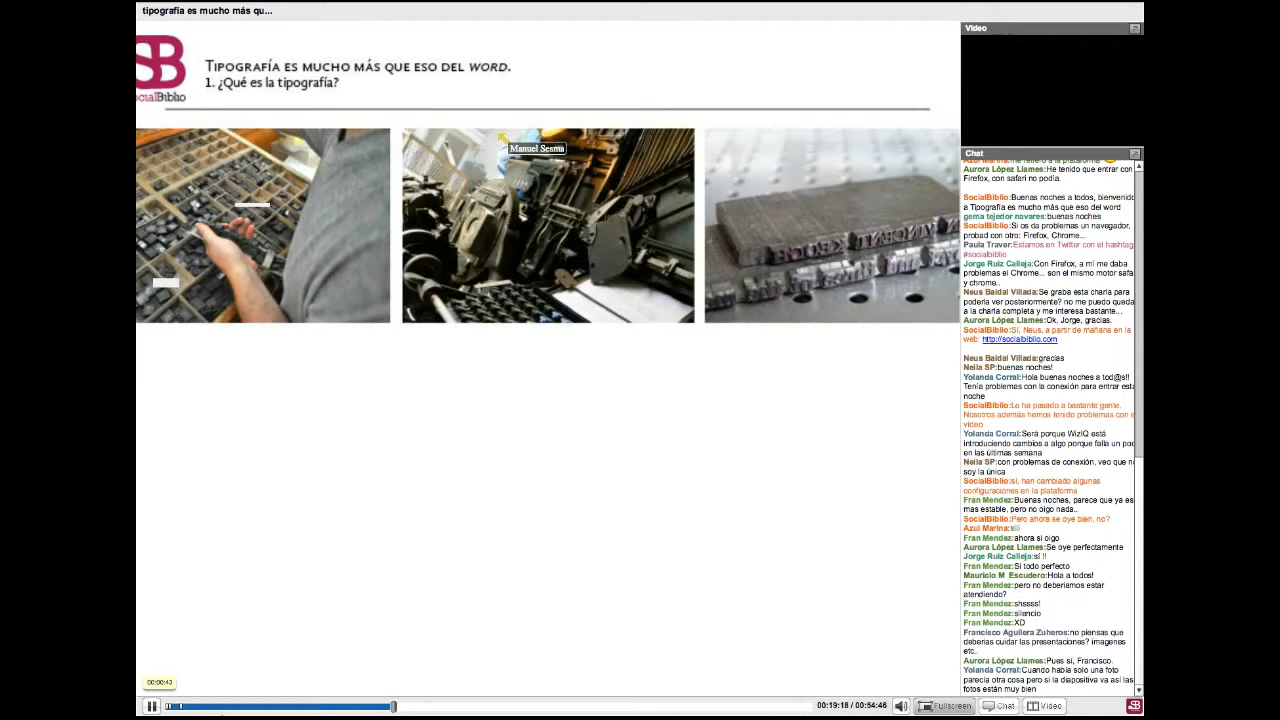 tipografía es mucho más qu...
SB
ocialBiblio
TIPOGRAFÍA ES MUCHO MÁS QUE ESO DEL WORD.
1. ¿Qué es la tipografía?
Manuel Sesma
Video
Chat
Aurora López Llames:He tenido que entrar con
Firefox, con safari no podía.
SocialBiblio:Buenas noches a todos, bienvenido
a Tipografía es mucho más que eso del word
gema tejedor navares:buenas noches
SocialBiblio:Si os da problemas un navegador,
probad con otro: Firefox, Chrome...
Paula Traver:Estamos en Twitter con el hashtag
#socialbiblio
Jorge Ruiz Calleja:Con Firefox, a mí me daba
problemas el Chrome... son el mismo motor safa
y chrome..
Neus Baidal Villada:Se graba esta charla para
poderla ver posteriormente? no me puedo queda
a la charla completa y me interesa bastante...
Aurora López Llames:Ok, Jorge, gracias.
SocialBiblio:Sí, Neus, a partir de mañana en la
web: http://socialbiblio.com
Neus Baidal Villada:gracias
Neila SP:buenas noches!
Yolanda Corral:Hola buenas noches a tod@s!!
Tenía problemas con la conexión para entrar esta
noche
SocialBiblio:Le ha pasado a bastante gente.
Nosotros además hemos tenido problemas con e
vídeo
Yolanda Corral:Será porque WizIQ está
introduciendo cambios a algo porque falla un poc
en las últimas semana
Neila SP:con problemas de conexión, veo que n
soy la única
SocialBiblio:sí, han cambiado algunas
configuraciones en la plataforma
Fran Mendez:Buenas noches, parece que ya es
mas estable, pero no oigo nada..
SocialBiblio:Pero ahora se oye bien, no?
Azul Marina:siii
Fran Mendez:ahora si oigo
Aurora López Llames:Se oye perfectamente
Jorge Ruiz Calleja:sí !!
Fran Mendez:Si todo perfecto
Mauricio M Escudero:Hola a todos!
Fran Mendez:pero no deberiamos estar
atendiendo?
Fran Mendez:shssss!
Fran Mendez:silencio
Fran Mendez:XD
Francisco Aguilera Zuheros:no piensas que
deberias cuidar las presentaciones? imagenes
etc..
Aurora López Llames:Pues sí, Francisco.
Yolanda Corral:Cuando había solo una foto
parecía otra cosa pero si la diapositiva va así las
fotos están muy bien
00:00:43
00:19:18 / 00:54:46
Fullscreen
Chat
Video
SB